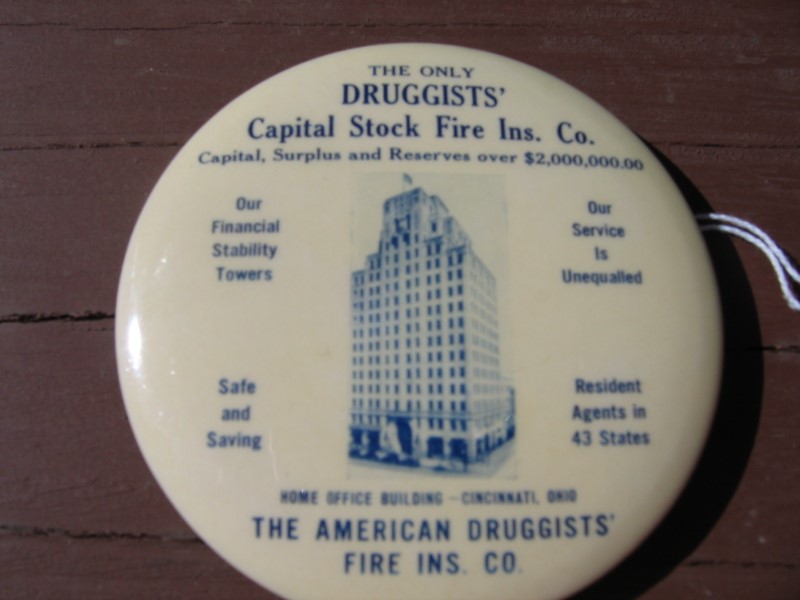 THE ONLY
DRUGGISTS'
Capital Stock Fire Ins. Co.
Capital, Surplus and Reserves over $2,000,000.00
Our
Financial
Stability
Towers
Our
Service
Is
Unequalled
Safe
and
Saving
Resident
Agents in
43 States
HOME OFFICE BUILDING — CINCINNATI, OHIO
THE AMERICAN DRUGGISTS'
FIRE INS. CO.